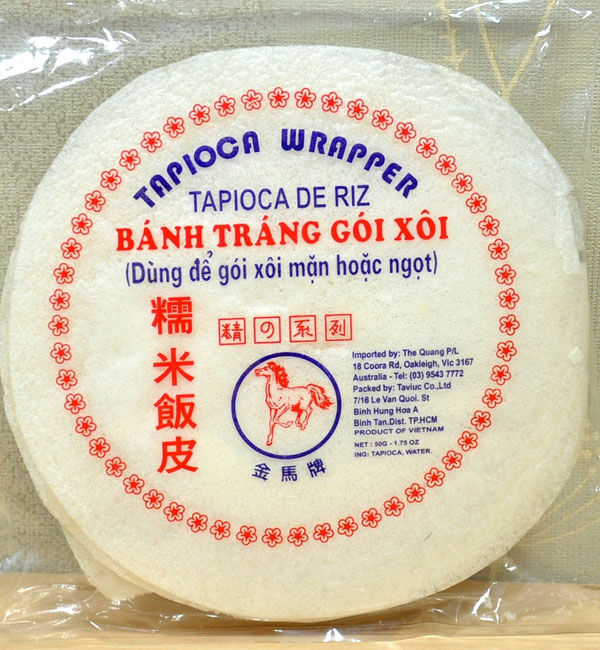 TAPIOCA WRAPPER
TAPIOCA DE RIZ
BÁNH TRÁNG GÓI XÔI
(Dùng để gói xôi mặn hoặc ngọt)
糯米飯皮
精の系列
金馬牌
Imported by: The Quang P/L
18 Coora Rd, Oakleigh, Vic 3167
Australia - Tel: (03) 9543 7772
Packed by: Taviuc Co.,Ltd
7/16 Le Van Quoi. St
Binh Hung Hoa A
Binh Tan.Dist. TP.HCM
PRODUCT OF VIETNAM
NET : 50G - 1.75 OZ
ING: TAPIOCA, WATER.